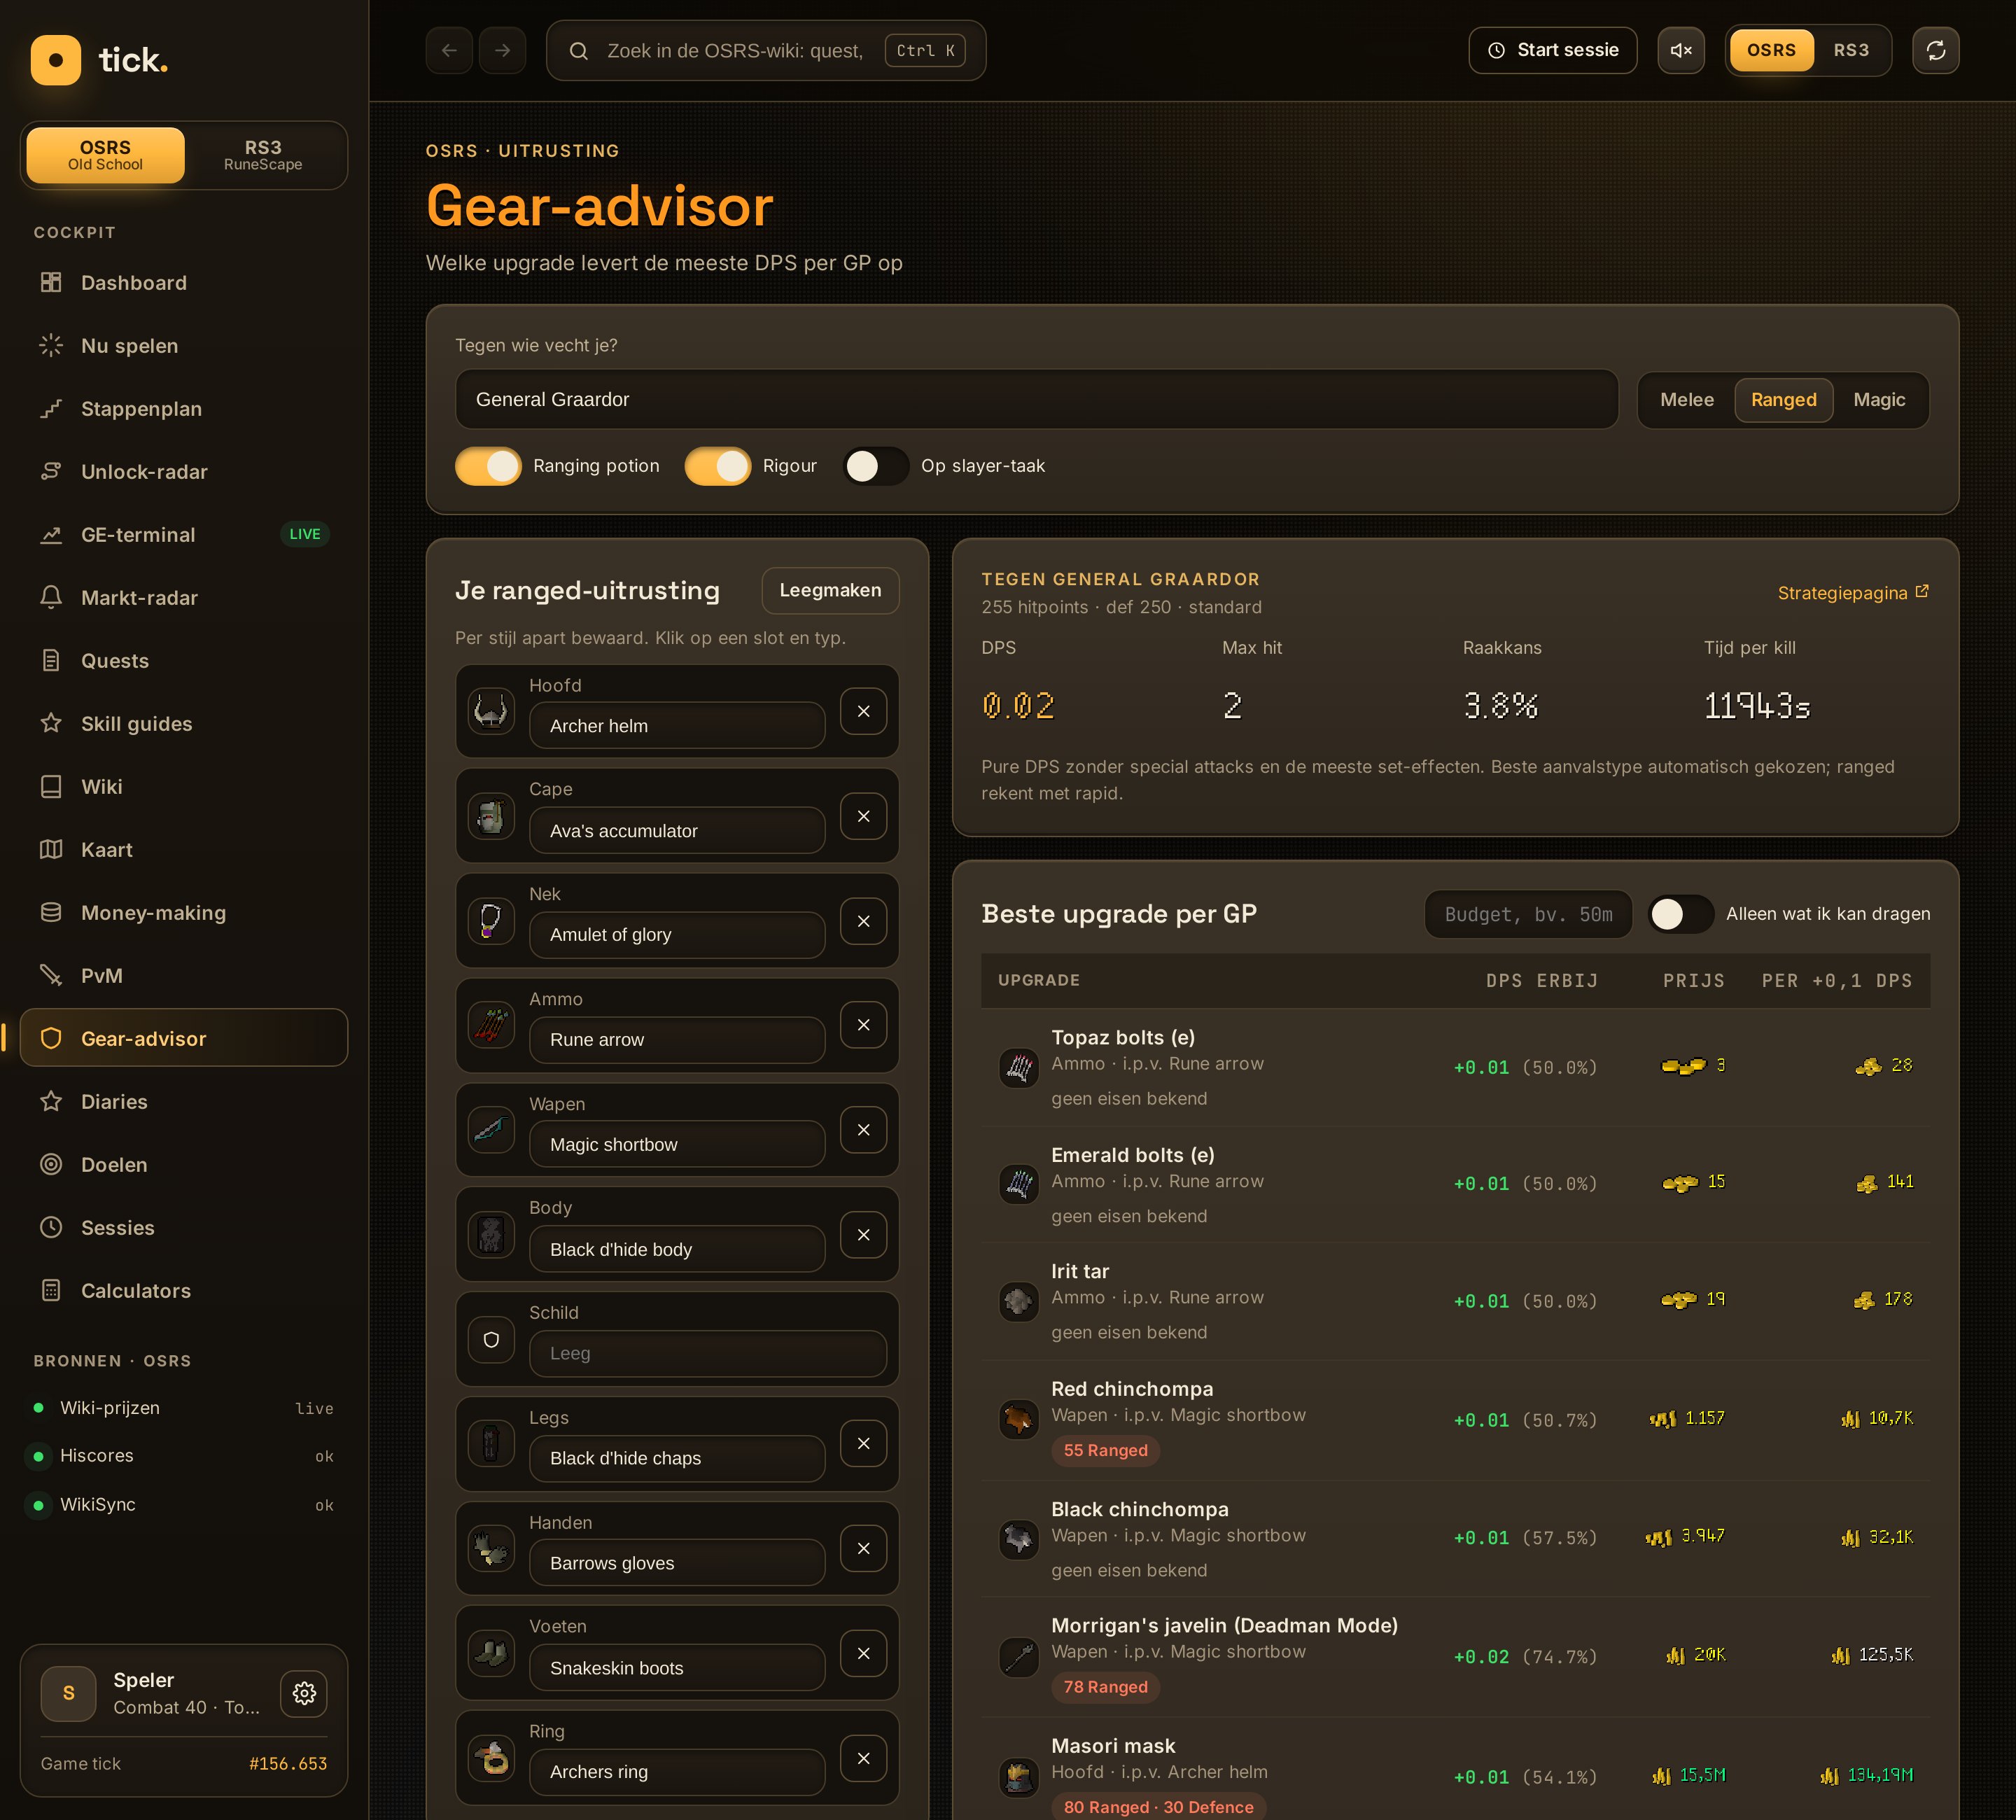 tick.
OSRS
Old School
RS3
RuneScape
COCKPIT
Dashboard
Nu spelen
Stappenplan
Unlock-radar
GE-terminal
LIVE
Markt-radar
Quests
Skill guides
Wiki
Kaart
Money-making
PvM
Gear-advisor
Diaries
Doelen
Sessies
Calculators
BRONNEN · OSRS
Wiki-prijzen live
Hiscores ok
WikiSync ok
S
Speler
Combat 40 · To...
Game tick #156.653
Zoek in de OSRS-wiki: quest,
Ctrl K
Start sessie
OSRS
RS3
OSRS · UITRUSTING
Gear-advisor
Welke upgrade levert de meeste DPS per GP op
Tegen wie vecht je?
General Graardor
Melee
Ranged
Magic
Ranging potion
Rigour
Op slayer-taak
Je ranged-uitrusting
Leegmaken
Per stijl apart bewaard. Klik op een slot en typ.
Hoofd
Archer helm
Cape
Ava's accumulator
Nek
Amulet of glory
Ammo
Rune arrow
Wapen
Magic shortbow
Body
Black d'hide body
Schild
Leeg
Legs
Black d'hide chaps
Handen
Barrows gloves
Voeten
Snakeskin boots
Ring
Archers ring
TEGEN GENERAL GRAARDOR
255 hitpoints · def 250 · standard
Strategiepagina
DPS Max hit Raakkans Tijd per kill
0.02 2 3.8% 11943s
Pure DPS zonder special attacks en de meeste set-effecten. Beste aanvalstype automatisch gekozen; ranged
rekent met rapid.
Beste upgrade per GP
Budget, bv. 50m
Alleen wat ik kan dragen
UPGRADE DPS ERBIJ PRIJS PER +0,1 DPS
Topaz bolts (e)
Ammo · i.p.v. Rune arrow
geen eisen bekend
+0.01 (50.0%) 3 28
Emerald bolts (e)
Ammo · i.p.v. Rune arrow
geen eisen bekend
+0.01 (50.0%) 15 141
Irit tar
Ammo · i.p.v. Rune arrow
geen eisen bekend
+0.01 (50.0%) 19 178
Red chinchompa
Wapen · i.p.v. Magic shortbow
55 Ranged
+0.01 (50.7%) 1.157 10,7K
Black chinchompa
Wapen · i.p.v. Magic shortbow
geen eisen bekend
+0.01 (57.5%) 3.947 32,1K
Morrigan's javelin (Deadman Mode)
Wapen · i.p.v. Magic shortbow
78 Ranged
+0.02 (74.7%) 20K 125,5K
Masori mask
Hoofd · i.p.v. Archer helm
80 Ranged · 30 Defence
+0.01 (54.1%) 15,5M 134,19M